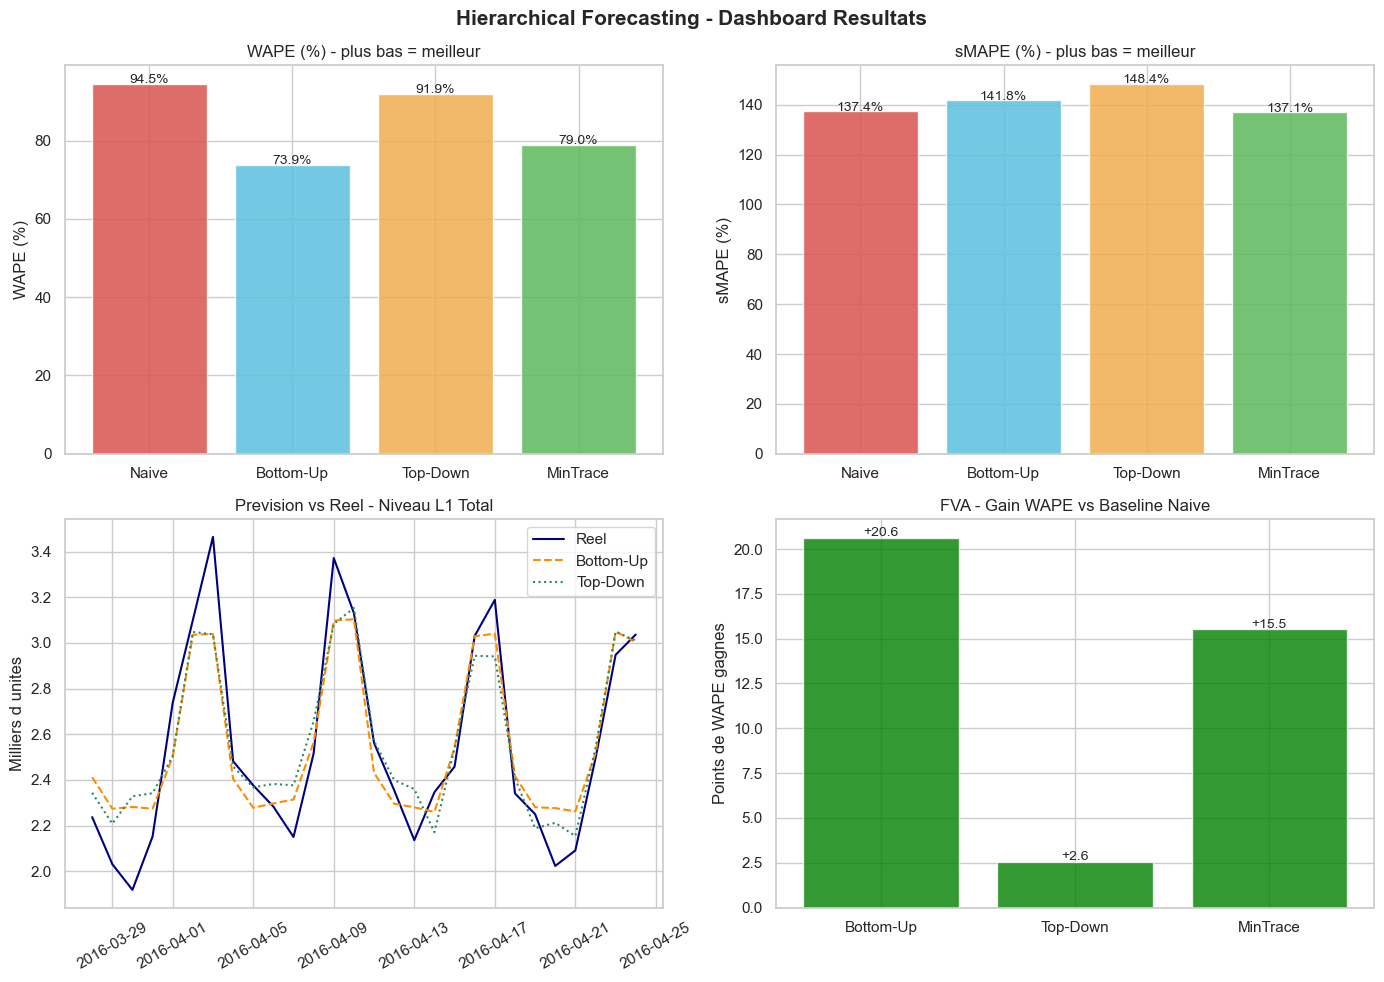 Hierarchical Forecasting - Dashboard Resultats
WAPE (%) - plus bas = meilleur
WAPE (%)
80
60
40
20
0
94.5%
73.9%
91.9%
79.0%
Naive
Bottom-Up
Top-Down
MinTrace
sMAPE (%) - plus bas = meilleur
sMAPE (%)
140
120
100
80
60
40
20
0
137.4%
141.8%
148.4%
137.1%
Naive
Bottom-Up
Top-Down
MinTrace
Prevision vs Reel - Niveau L1 Total
Milliers d unites
3.4
3.2
3.0
2.8
2.6
2.4
2.2
2.0
Reel
Bottom-Up
Top-Down
2016-03-29
2016-04-01
2016-04-05
2016-04-09
2016-04-13
2016-04-17
2016-04-21
2016-04-25
FVA - Gain WAPE vs Baseline Naive
Points de WAPE gagnes
20.0
17.5
15.0
12.5
10.0
7.5
5.0
2.5
0.0
+20.6
+2.6
+15.5
Bottom-Up
Top-Down
MinTrace